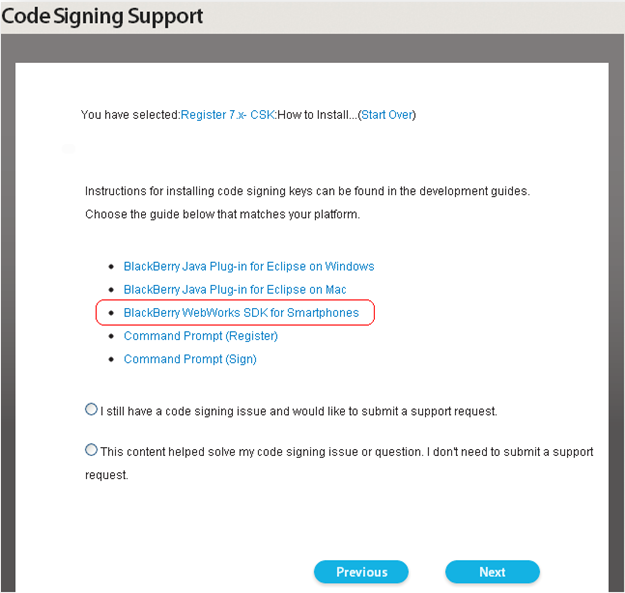 Code Signing Support
You have selected:Register 7.x- CSK:How to Install...(Start Over)
Instructions for installing code signing keys can be found in the development guides.
Choose the guide below that matches your platform.
BlackBerry Java Plug-in for Eclipse on Windows
BlackBerry Java Plug-in for Eclipse on Mac
BlackBerry WebWorks SDK for Smartphones
Command Prompt (Register)
Command Prompt (Sign)
I still have a code signing issue and would like to submit a support request.
This content helped solve my code signing issue or question. I don't need to submit a support
request.
Previous Next